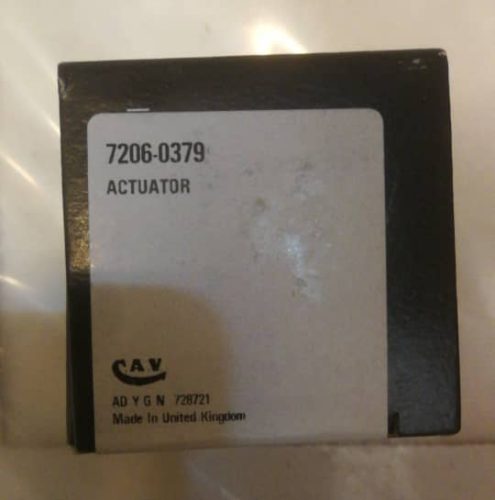 7206-0379
ACTUATOR
CAV
AD Y G N 728721
Made In United Kingdom